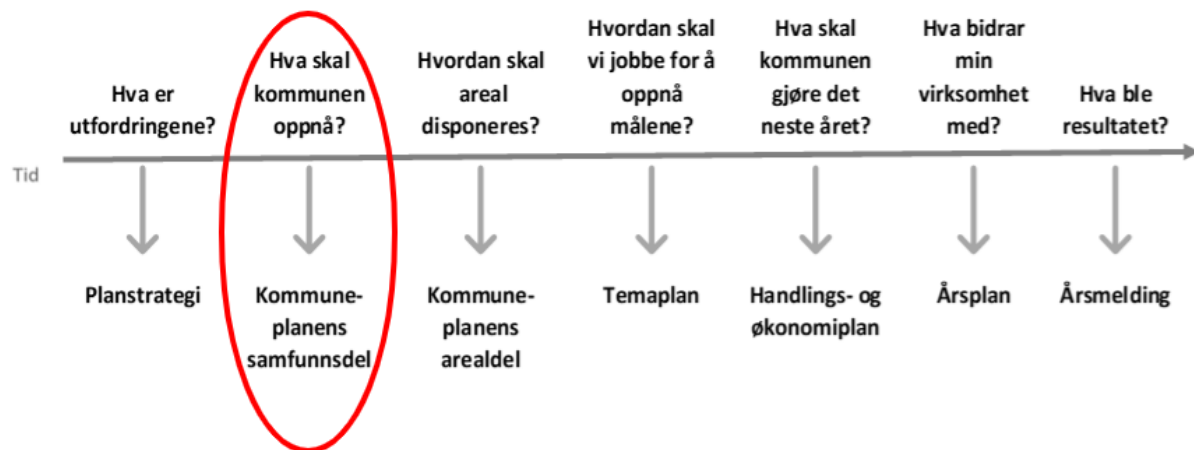 Hva er
utfordringene?
Hva skal
kommunen
oppnå?
Hvordan skal
areal
disponeres?
Hvordan skal
vi jobbe for å
oppnå
målene?
Hva skal
kommunen
gjøre det
neste året?
Hva bidrar
min
virksomhet
med?
Hva ble
resultatet?
Tid
Planstrategi
Kommune-
planens
samfunnsdel
Kommune-
planens
arealdel
Temaplan
Handlings- og
økonomiplan
Årsplan
Årsmelding